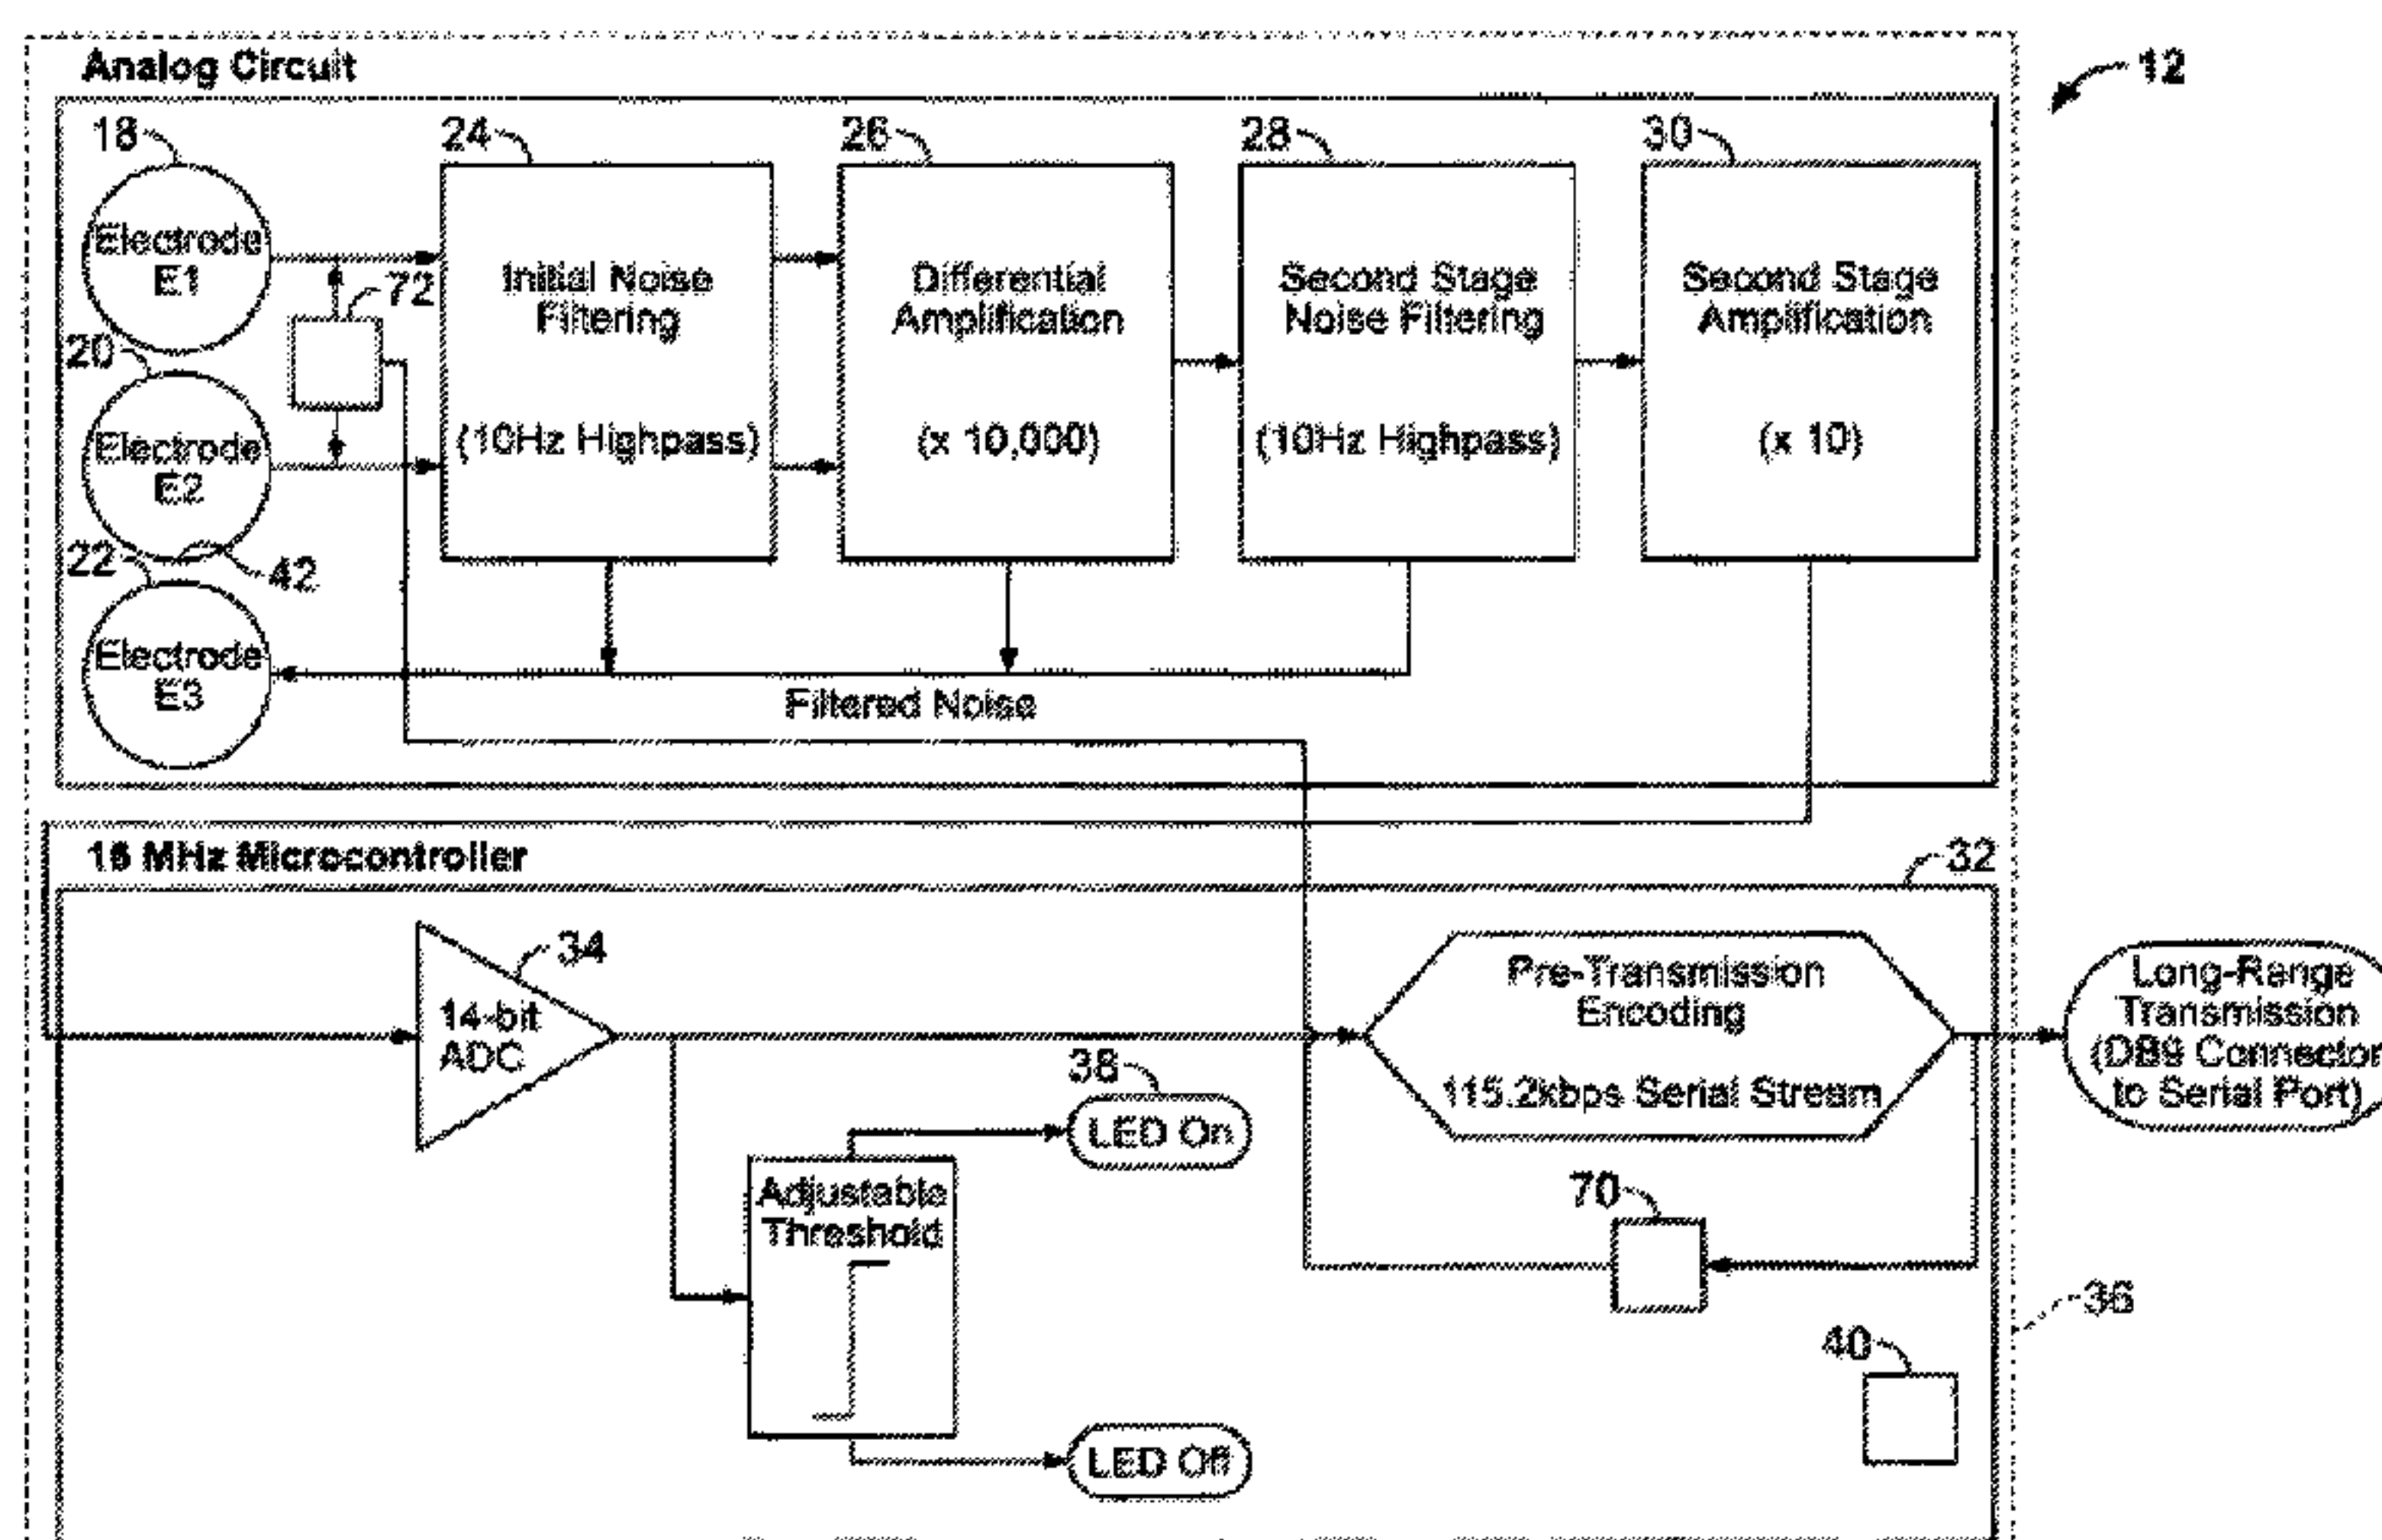 Analog Circuit
12
18
24
26
28
30
Electrode
E1
72
Initial Noise
Filtering
(10Hz Highpass)
Differential
Amplification
(x 10,000)
Second Stage
Noise Filtering
(10Hz Highpass)
Second Stage
Amplification
(x 10)
20
Electrode
E2
22
42
Electrode
E3
Filtered Noise
16 MHz Microcontroller
32
34
14-bit
ADC
Pre-Transmission
Encoding
115.2kbps Serial Stream
Long-Range
Transmission
(DB9 Connector
to Serial Port)
38
LED On
Adjustable
Threshold
70
36
40
LED Off